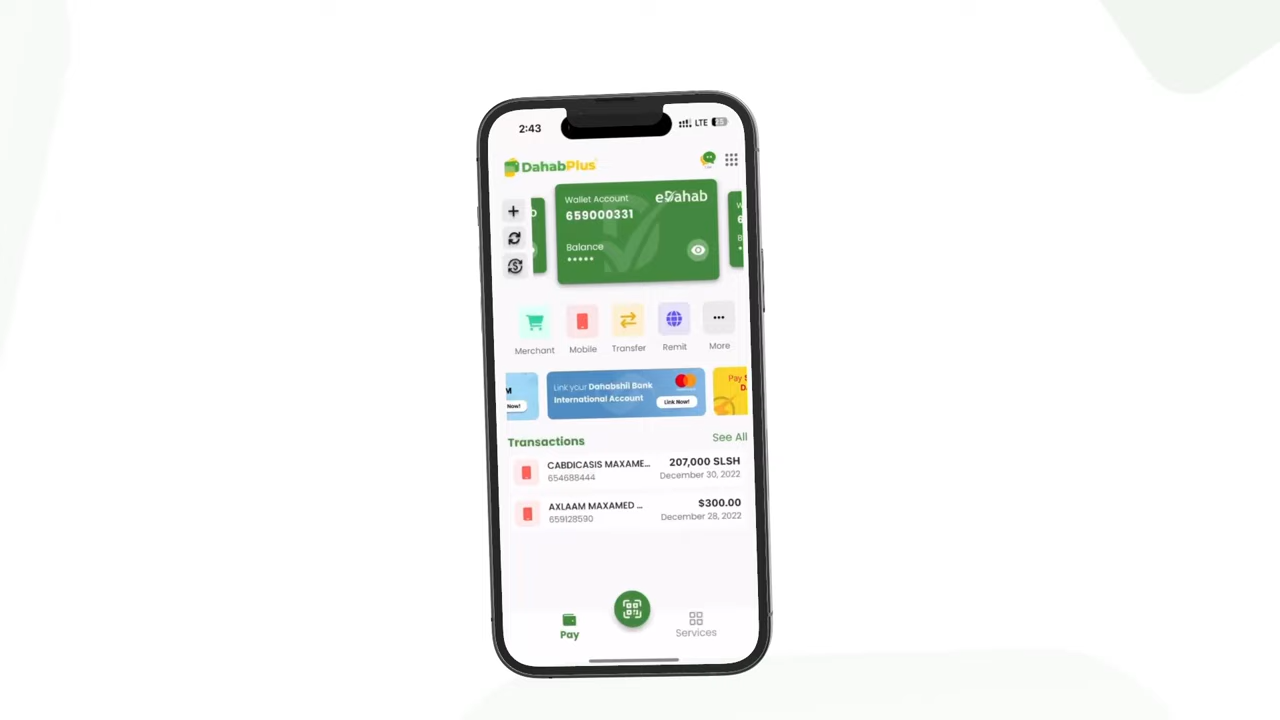 2:43
LTE
DahabPlus
eDahab
Wallet Account
659000331
Balance
*****
Merchant
Mobile
Transfer
Remit
More
M
Now!
Link your Dahabshil Bank
International Account
Link Now!
Pay
Transactions
See All
CABDICASIS MAXAME...
207,000 SLSH
654688444
December 30, 2022
AXLAAM MAXAMED ...
$300.00
659128590
December 28, 2022
Pay
Services